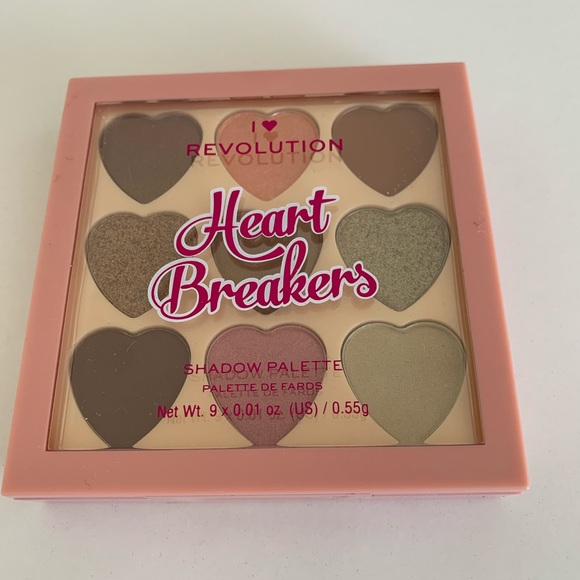 I ♥ REVOLUTION
Heart
Breakers
SHADOW PALETTE
PALETTE DE FARDS
Net Wt. 9 x 0.01 oz. (US) / 0.55g